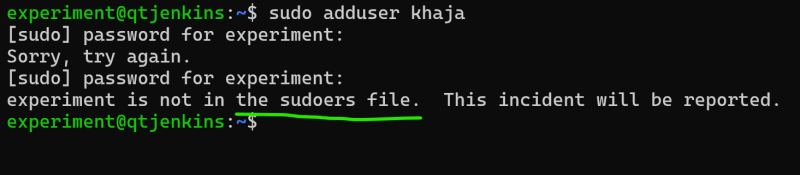 experiment@qtjenkins:~$ sudo adduser khaja
[sudo] password for experiment:
Sorry, try again.
[sudo] password for experiment:
experiment is not in the sudoers file.  This incident will be reported.
experiment@qtjenkins:~$